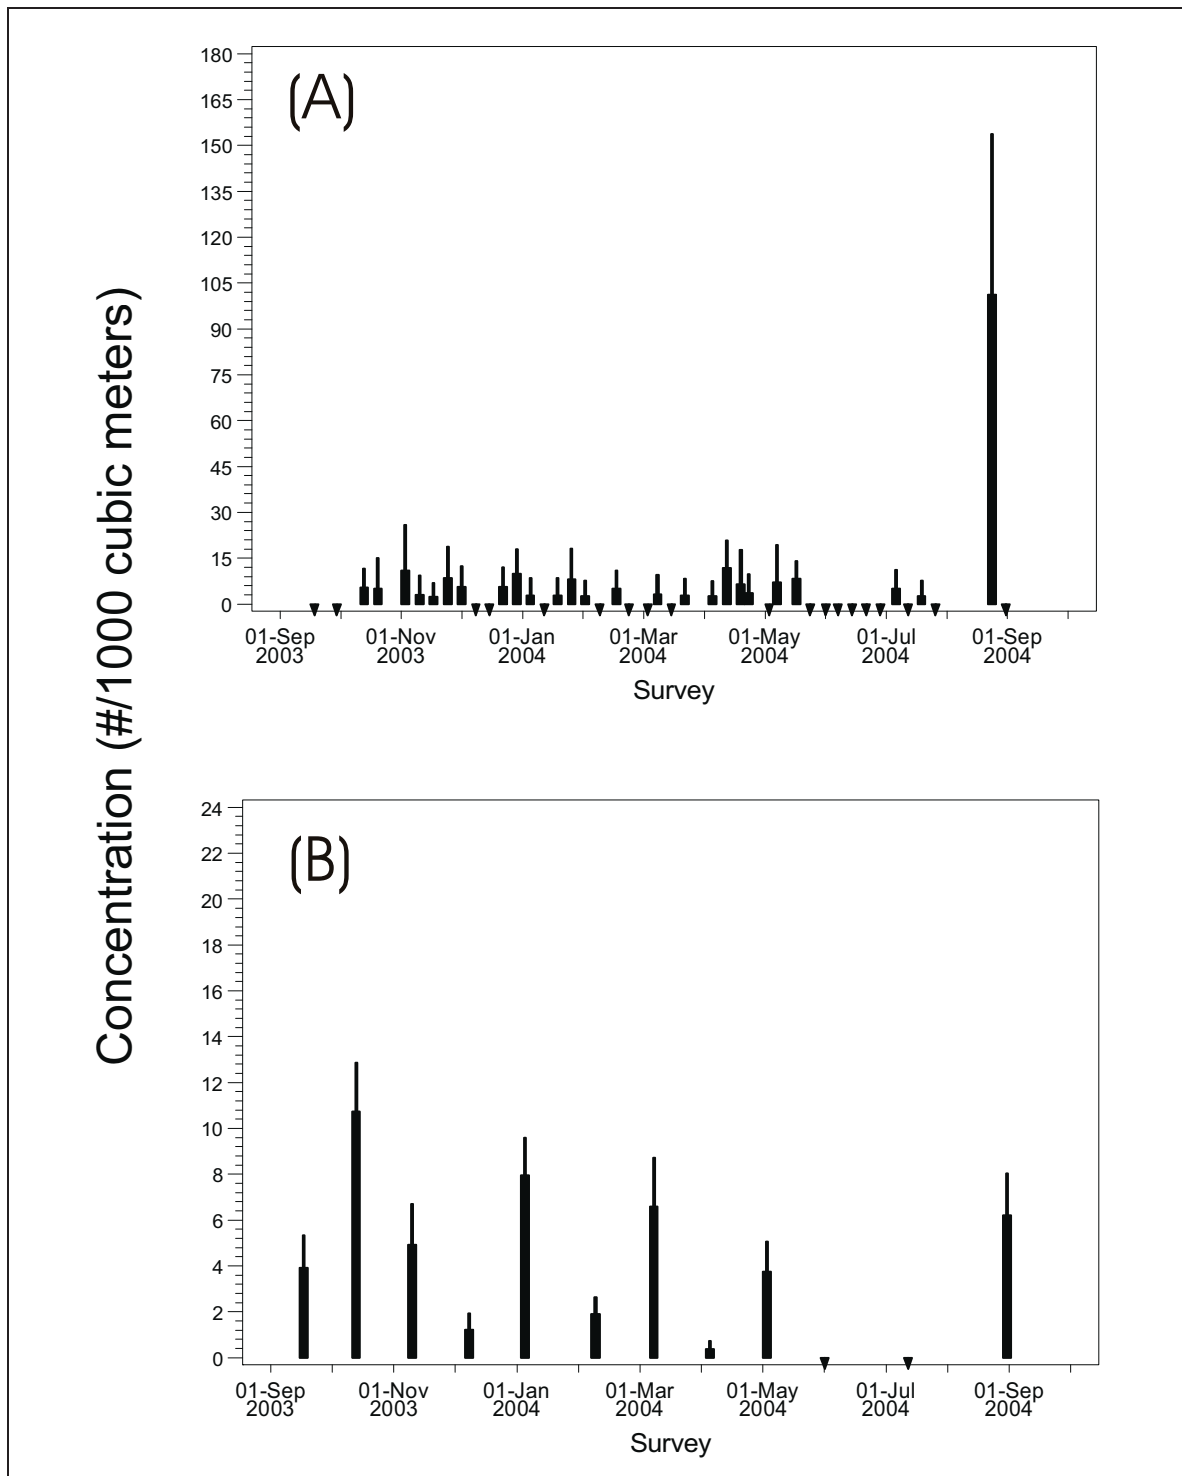 Concentration (#/1000 cubic meters)
(A)
180
165
150
135
120
105
90
75
60
45
30
15
0
01-Sep 01-Nov 01-Jan 01-Mar 01-May 01-Jul 01-Sep
2003 2003 2004 2004 2004 2004 2004
Survey
(B)
24
22
20
18
16
14
12
10
8
6
4
2
0
01-Sep 01-Nov 01-Jan 01-Mar 01-May 01-Jul 01-Sep
2003 2003 2004 2004 2004 2004 2004
Survey